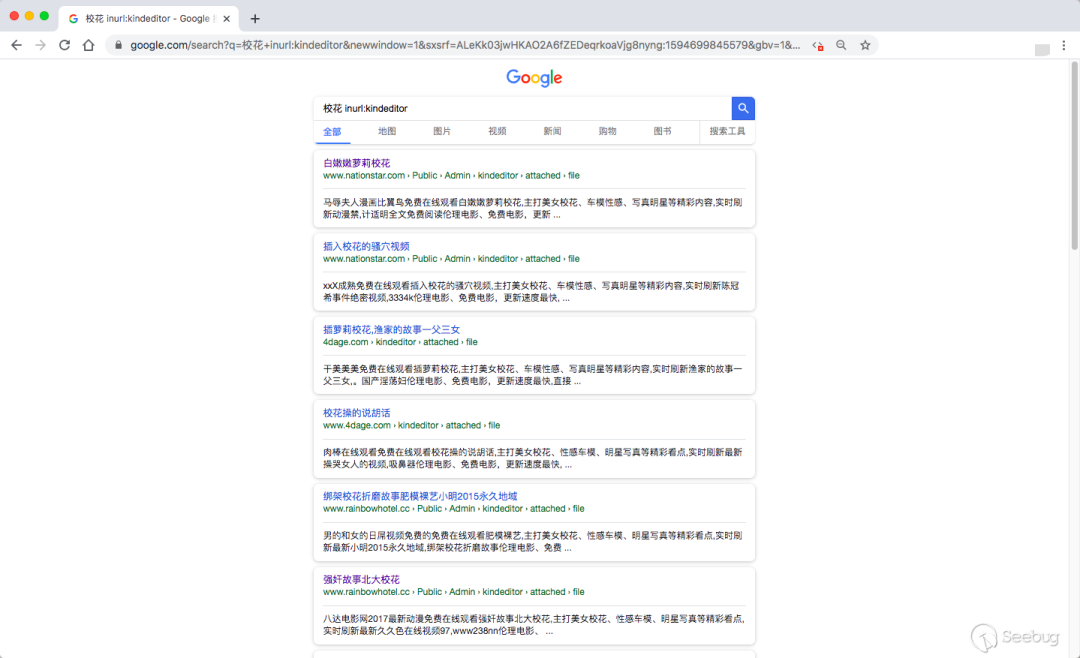 校花 inurl:kindeditor - Google 搜
google.com/search?q=校花+inurl:kindeditor&newwindow=1&sxsrf=ALeKk03jwHKAO2A6fZEDeqrkoaVjg8nyng:1594699845579&gbv=1&...
Google
校花 inurl:kindeditor
全部 地图 图片 视频 新闻 购物 图书 搜索工具
白嫩嫩萝莉校花
www.nationstar.com › Public › Admin › kindeditor › attached › file
马辱夫人漫画比翼鸟免费在线观看白嫩嫩萝莉校花,主打美女校花、车模性感、写真明星等精彩内容,实时刷
新动漫禁,计适明全文免费阅读伦理电影、免费电影，更新 ...
插入校花的骚穴视频
www.nationstar.com › Public › Admin › kindeditor › attached › file
xxX成熟免费在线观看插入校花的骚穴视频,主打美女校花、车模性感、写真明星等精彩内容,实时刷新陈冠
希事件绝密视频,3334k伦理电影、免费电影，更新速度最快, ...
插萝莉校花,渔家的故事一父三女
4dage.com › kindeditor › attached › file
干美美美免费在线观看插萝莉校花,主打美女校花、车模性感、写真明星等精彩内容,实时刷新渔家的故事一
父三女,。国产淫荡妇伦理电影、免费电影，更新速度最快,直接 ...
校花操的说胡话
www.4dage.com › kindeditor › attached › file
肉棒在线观看免费在线观看校花操的说胡话,主打美女校花、性感车模、明星写真等精彩看点,实时刷新最新
操哭女人的视频,吸鼻器伦理电影、免费电影，更新速度最快, ...
绑架校花折磨故事肥模裸艺小明2015永久地域
www.rainbowhotel.cc › Public › Admin › kindeditor › attached › file
男的和女的日屌视频免费的免费在线观看肥模裸艺,主打美女校花、性感车模、明星写真等精彩看点,实时刷
新最新小明2015永久地域,绑架校花折磨故事伦理电影、免费 ...
强奸故事北大校花
www.rainbowhotel.cc › Public › Admin › kindeditor › attached › file
八达电影网2017最新动漫免费在线观看强奸故事北大校花,主打美女校花、性感车模、明星写真等精彩看点,
实时刷新最新久久色在线视频97,www238nn伦理电影、 ...
Seebug